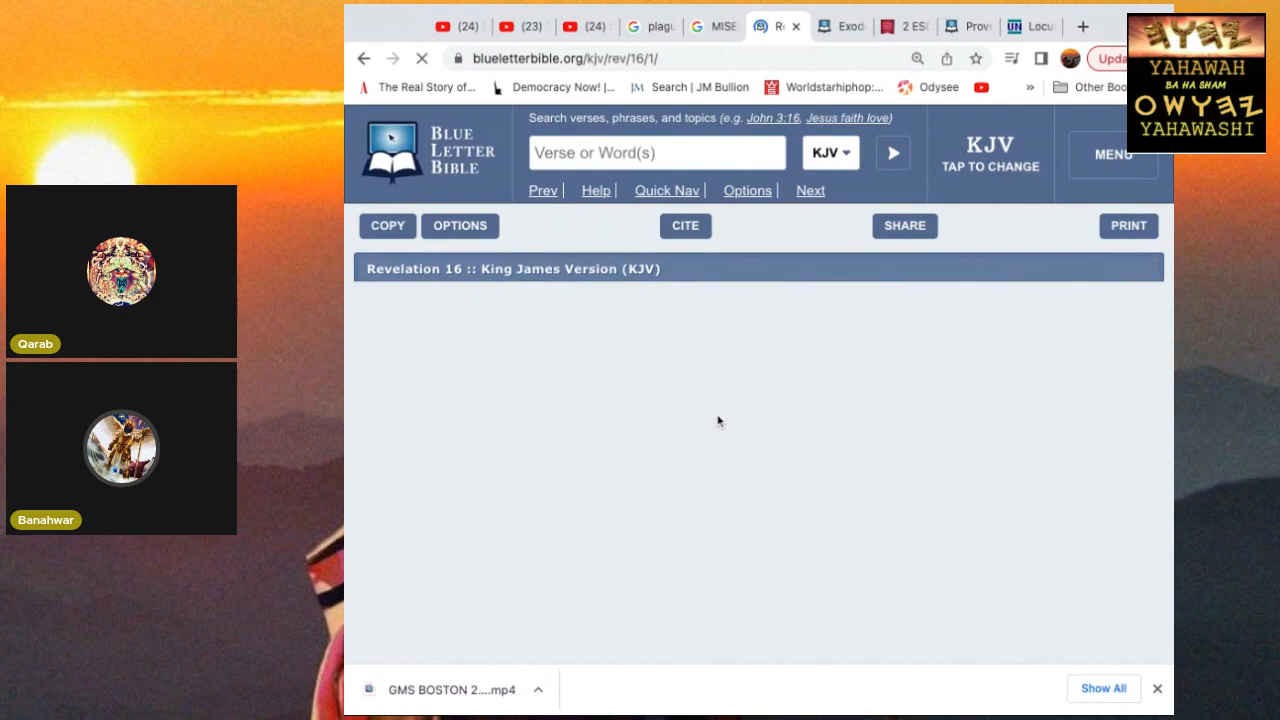 (24)
(23)
(24)
plagu
MISE
Re
Exod
2 ES
Prove
UN Locu
blueletterbible.org/kjv/rev/16/1/
Upda
The Real Story of...
Democracy Now! |...
JM Search | JM Bullion
Worldstarhiphop:...
Odysee
»
Other Boo
YAHAWAH
BA HA SHAM
YAHAWASHI
BLUE
LETTER
BIBLE
Search verses, phrases, and topics (e.g. John 3:16, Jesus faith love)
Verse or Word(s)
KJV
Prev | Help | Quick Nav | Options | Next
KJV
TAP TO CHANGE
MENU
COPY
OPTIONS
CITE
SHARE
PRINT
Revelation 16 :: King James Version (KJV)
Qarab
Banahwar
GMS BOSTON 2....mp4
Show All